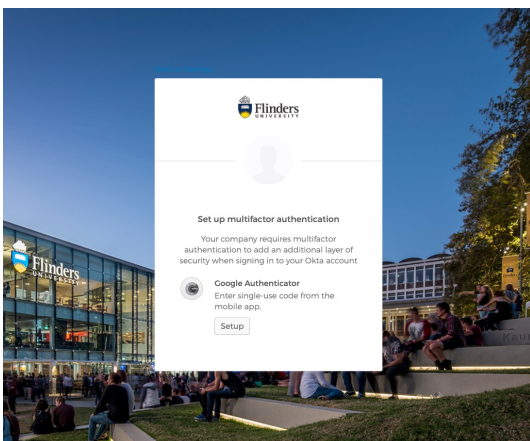 Flinders
UNIVERSITY
Set up multifactor authentication
Your company requires multifactor
authentication to add an additional layer of
security when signing in to your Okta account
Google Authenticator
Enter single-use code from the
mobile app.
Setup
Flinders
UNIVERSITY